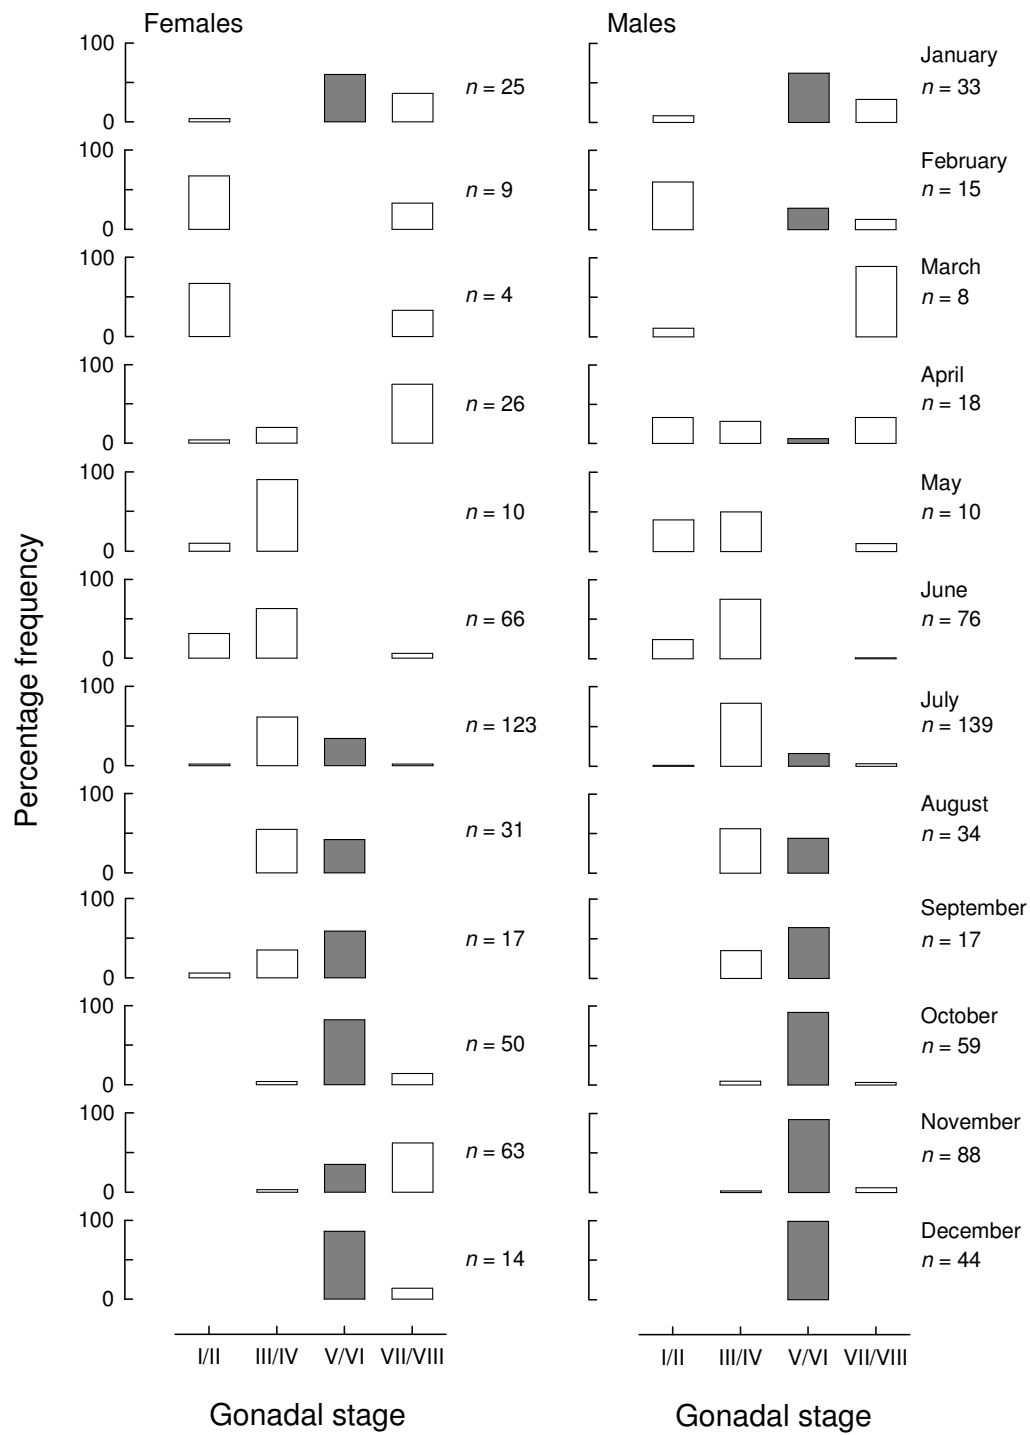 Females
Males
100
0
n = 25
January
n = 33
100
0
n = 9
February
n = 15
100
0
n = 4
March
n = 8
100
0
n = 26
April
n = 18
100
0
n = 10
May
n = 10
100
0
n = 66
June
n = 76
100
0
n = 123
July
n = 139
100
0
n = 31
August
n = 34
100
0
n = 17
September
n = 17
100
0
n = 50
October
n = 59
100
0
n = 63
November
n = 88
100
0
n = 14
December
n = 44
Percentage frequency
I/II III/IV V/VI VII/VIII
I/II III/IV V/VI VII/VIII
Gonadal stage
Gonadal stage